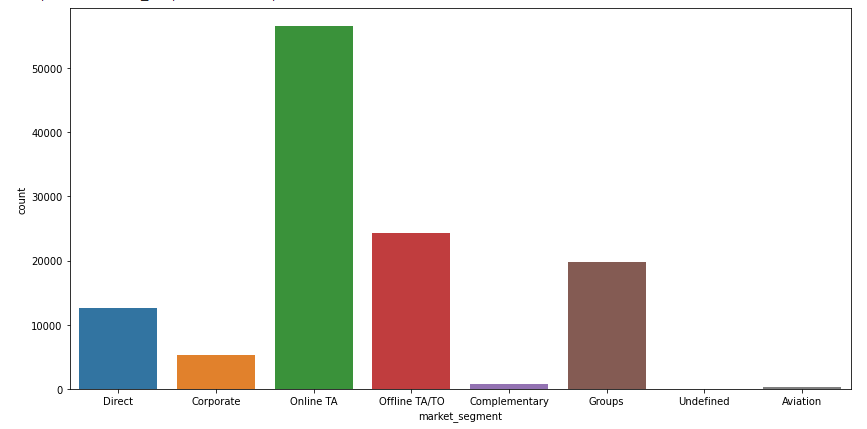 50000
40000
30000
20000
10000
0
count
Direct Corporate Online TA Offline TA/TO Complementary Groups Undefined Aviation
market_segment